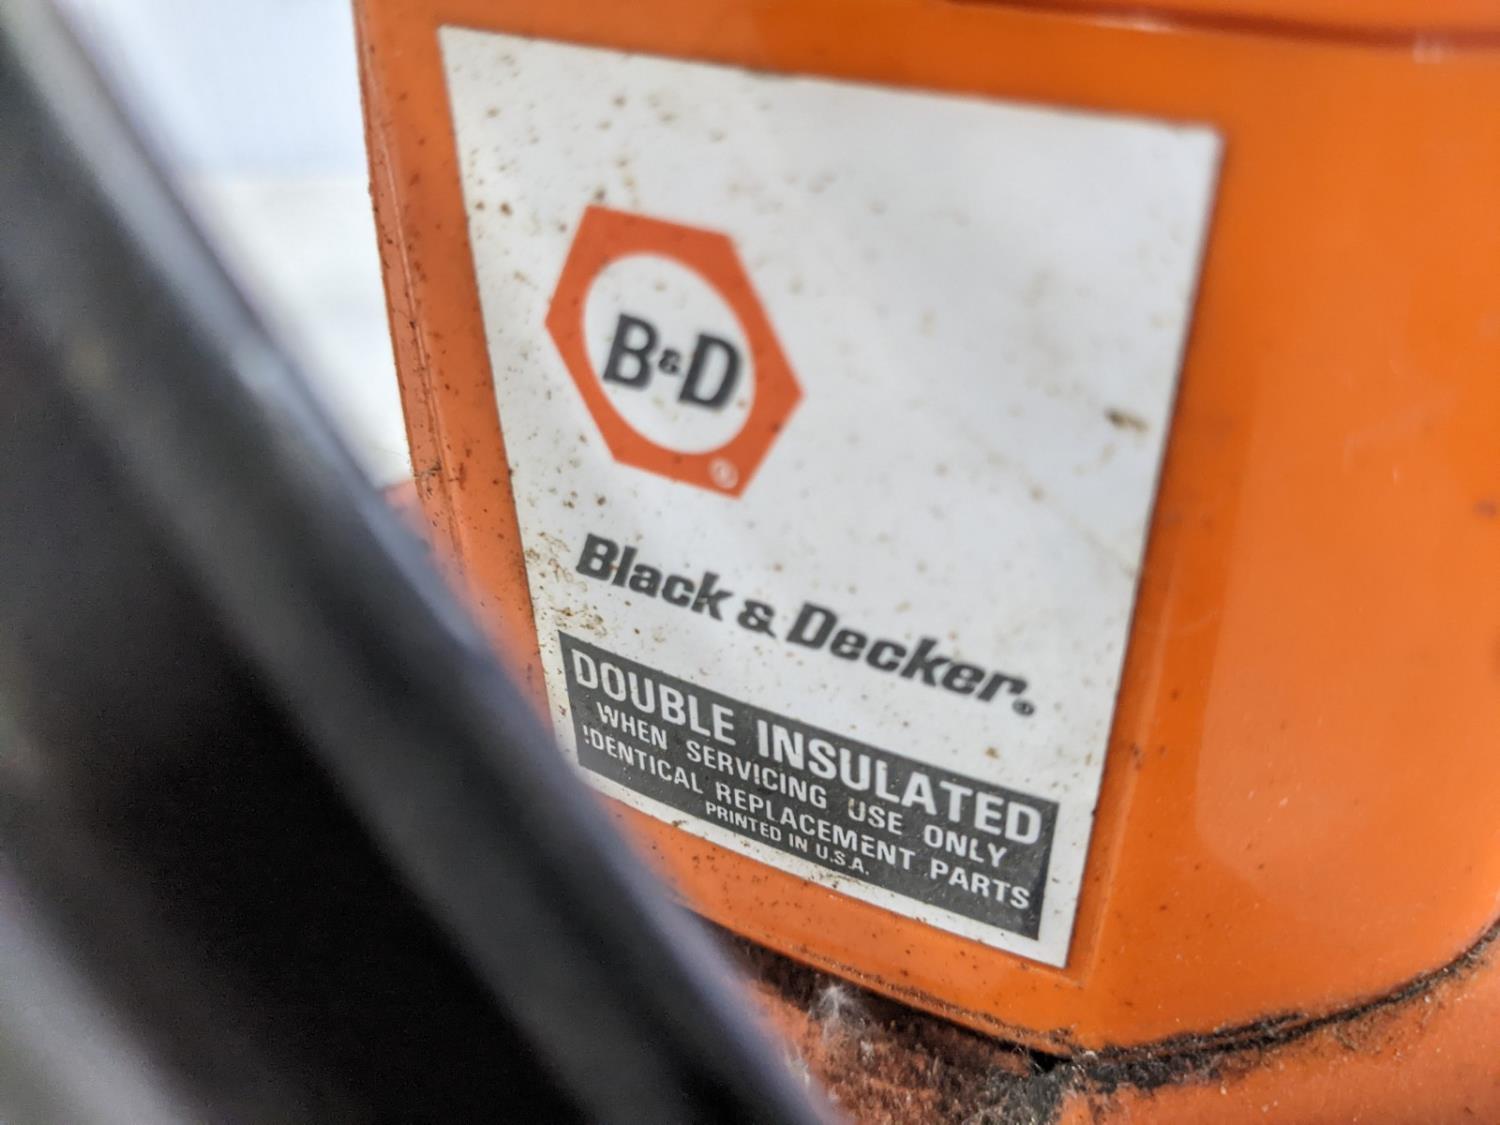 B&D
®
Black & Decker®
DOUBLE INSULATED
WHEN SERVICING USE ONLY
IDENTICAL REPLACEMENT PARTS
PRINTED IN U.S.A.